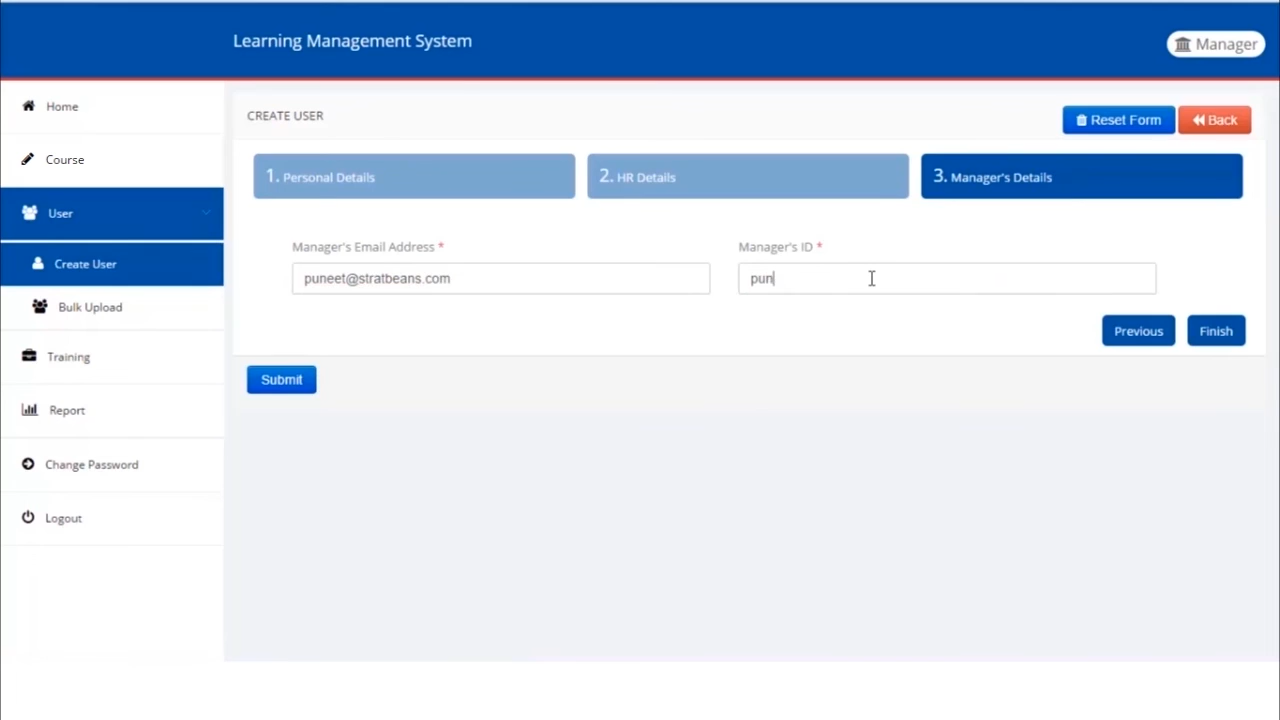 Learning Management System
Manager
Home
Course
User
Create User
Bulk Upload
Training
Report
Change Password
Logout
CREATE USER
Reset Form
Back
1. Personal Details
2. HR Details
3. Manager's Details
Manager's Email Address *
Manager's ID *
puneet@stratbeans.com
pun
Previous
Finish
Submit